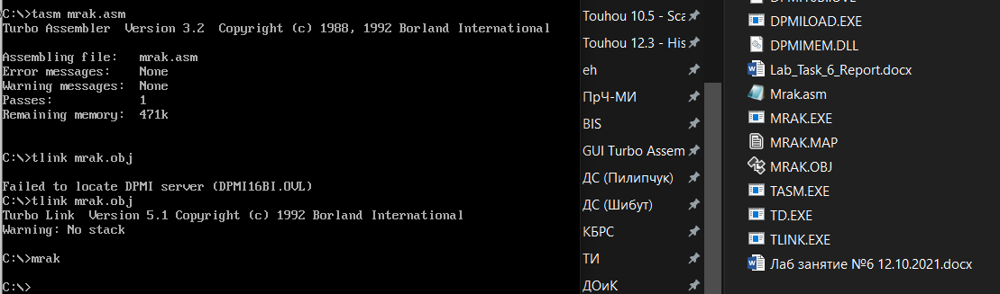 C:\>tasm mrak.asm
Turbo Assembler  Version 3.2  Copyright (c) 1988, 1992 Borland International
Assembling file:   mrak.asm
Error messages:    None
Warning messages:  None
Passes:            1
Remaining memory:  471k
C:\>tlink mrak.obj
Failed to locate DPMI server (DPMI16BI.OVL)
C:\>tlink mrak.obj
Turbo Link  Version 5.1 Copyright (c) 1992 Borland International
Warning: No stack
C:\>mrak
C:\>
Touhou 10.5 - Sca
Touhou 12.3 - His
eh
ПрЧ-МИ
BIS
GUI Turbo Assem
ДС (Пилипчук)
ДС (Шибут)
КБРС
ТИ
ДОиК
DPMI16BI.OVL
DPMILOAD.EXE
DPMIMEM.DLL
Lab_Task_6_Report.docx
Mrak.asm
MRAK.EXE
MRAK.MAP
MRAK.OBJ
TASM.EXE
TD.EXE
TLINK.EXE
Лаб занятие №6 12.10.2021.docx